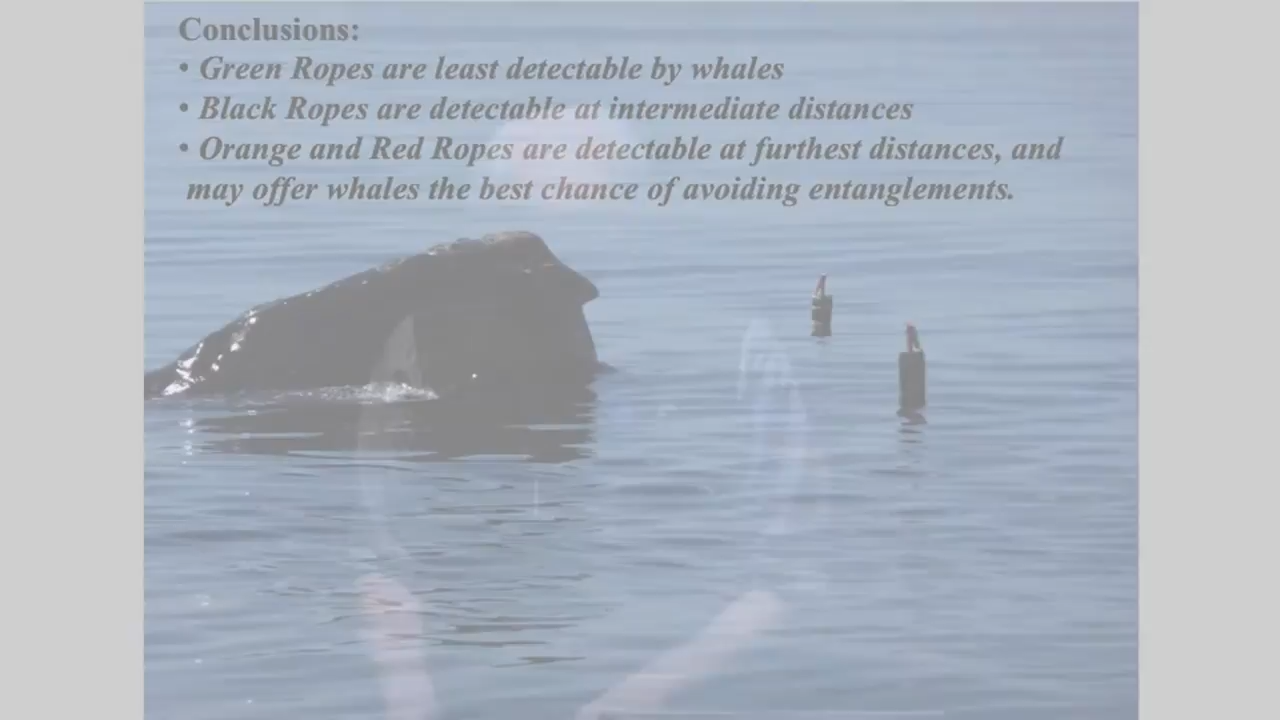 Conclusions:
• Green Ropes are least detectable by whales
• Black Ropes are detectable at intermediate distances
• Orange and Red Ropes are detectable at furthest distances, and
may offer whales the best chance of avoiding entanglements.